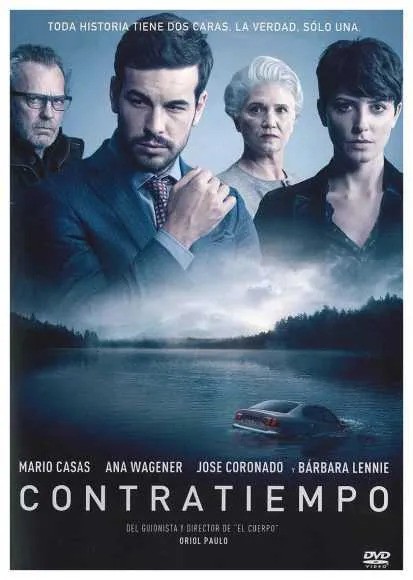 TODA HISTORIA TIENE DOS CARAS. LA VERDAD, SÓLO UNA.
MARIO CASAS ANA WAGENER JOSE CORONADO Y BÁRBARA LENNIE
CONTRATIEMPO
DEL GUIONISTA Y DIRECTOR DE "EL CUERPO"
ORIOL PAULO
DVD
VIDEO